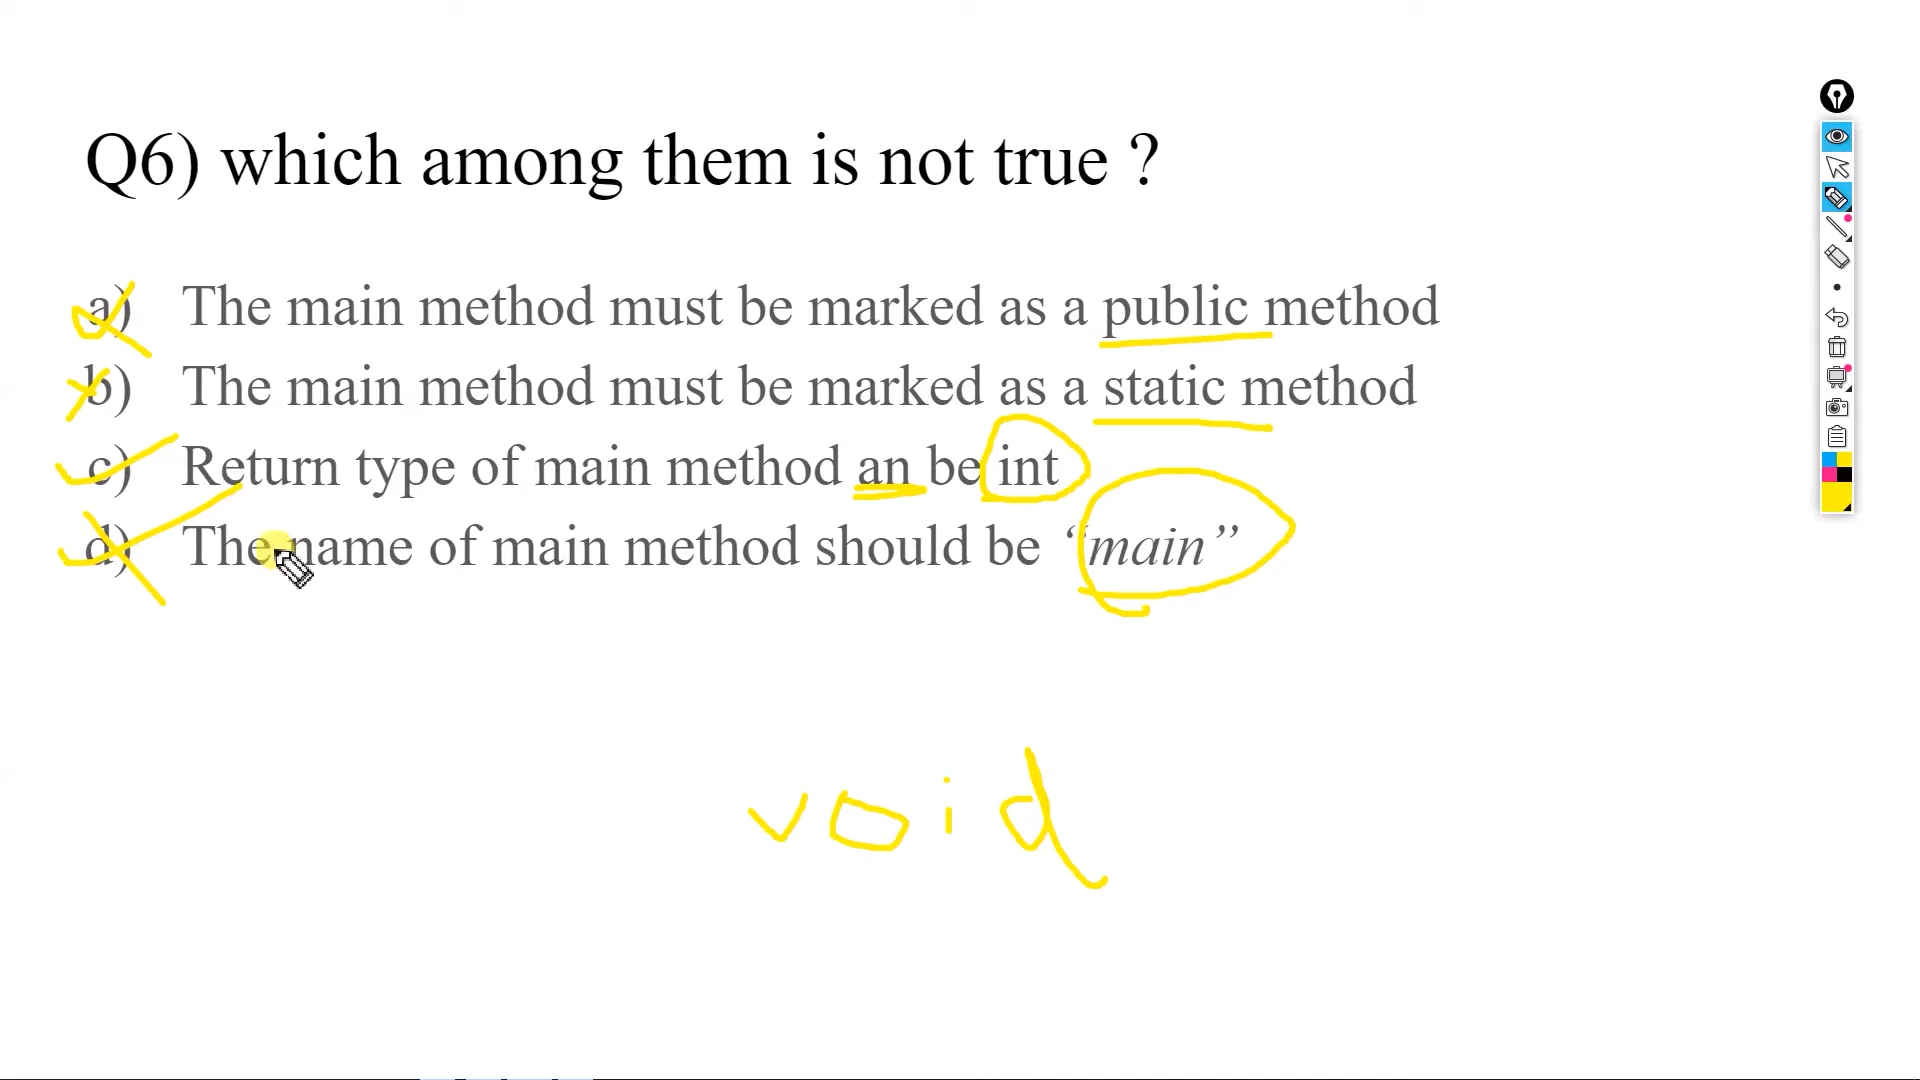 Q6) which among them is not true ?
a) The main method must be marked as a public method
b) The main method must be marked as a static method
c) Return type of main method an be int
d) The name of main method should be “main”
void